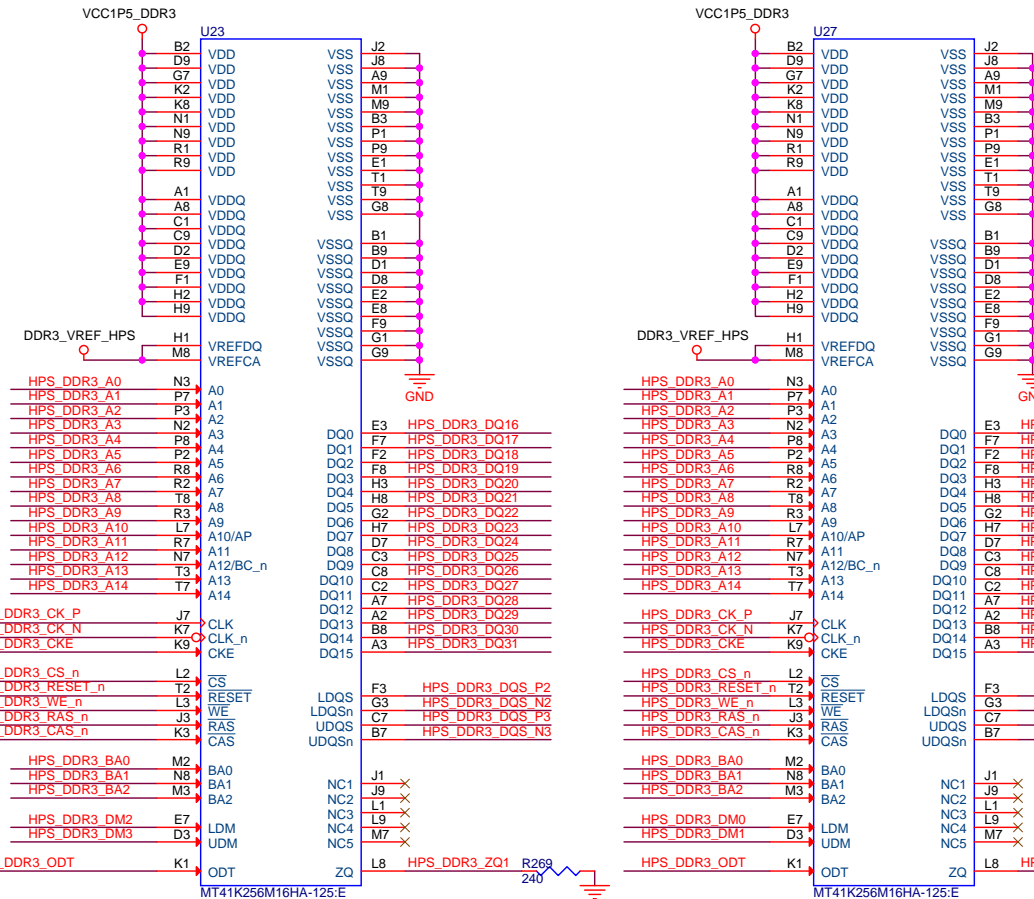 VCC1P5_DDR3 VCC1P5_DDR3
U23 U27
B2 VDD VSS J2 B2 VDD VSS J2
D9 VDD VSS J8 D9 VDD VSS J8
G7 VDD VSS A9 G7 VDD VSS A9
K2 VDD VSS M1 K2 VDD VSS M1
K8 VDD VSS M9 K8 VDD VSS M9
N1 VDD VSS B3 N1 VDD VSS B3
N9 VDD VSS P1 N9 VDD VSS P1
R1 VDD VSS P9 R1 VDD VSS P9
R9 VDD VSS E1 R9 VDD VSS E1
VSS T1 VSS T1
A1 VDDQ VSS T9 A1 VDDQ VSS T9
A8 VDDQ VSS G8 A8 VDDQ VSS G8
C1 VDDQ C1 VDDQ
C9 VDDQ VSSQ B1 C9 VDDQ VSSQ B1
D2 VDDQ VSSQ B9 D2 VDDQ VSSQ B9
E9 VDDQ VSSQ D1 E9 VDDQ VSSQ D1
F1 VDDQ VSSQ D8 F1 VDDQ VSSQ D8
H2 VDDQ VSSQ E2 H2 VDDQ VSSQ E2
H9 VDDQ VSSQ E8 H9 VDDQ VSSQ E8
VSSQ F9 VSSQ F9
DDR3_VREF_HPS H1 VREFDQ VSSQ G1 DDR3_VREF_HPS H1 VREFDQ VSSQ G1
M8 VREFCA VSSQ G9 M8 VREFCA VSSQ G9
HPS_DDR3_A0 N3 A0 GND HPS_DDR3_A0 N3 A0 GN
HPS_DDR3_A1 P7 A1 HPS_DDR3_A1 P7 A1
HPS_DDR3_A2 P3 A2 HPS_DDR3_A2 P3 A2
HPS_DDR3_A3 N2 A3 DQ0 E3 HPS_DDR3_DQ16 HPS_DDR3_A3 N2 A3 DQ0 E3
HPS_DDR3_A4 P8 A4 DQ1 F7 HPS_DDR3_DQ17 HPS_DDR3_A4 P8 A4 DQ1 F7
HPS_DDR3_A5 P2 A5 DQ2 F2 HPS_DDR3_DQ18 HPS_DDR3_A5 P2 A5 DQ2 F2
HPS_DDR3_A6 R8 A6 DQ3 F8 HPS_DDR3_DQ19 HPS_DDR3_A6 R8 A6 DQ3 F8
HPS_DDR3_A7 R2 A7 DQ4 H3 HPS_DDR3_DQ20 HPS_DDR3_A7 R2 A7 DQ4 H3
HPS_DDR3_A8 T8 A8 DQ5 H8 HPS_DDR3_DQ21 HPS_DDR3_A8 T8 A8 DQ5 H8
HPS_DDR3_A9 R3 A9 DQ6 G2 HPS_DDR3_DQ22 HPS_DDR3_A9 R3 A9 DQ6 G2
HPS_DDR3_A10 L7 A10/AP DQ7 H7 HPS_DDR3_DQ23 HPS_DDR3_A10 L7 A10/AP DQ7 H7
HPS_DDR3_A11 R7 A11 DQ8 D7 HPS_DDR3_DQ24 HPS_DDR3_A11 R7 A11 DQ8 D7
HPS_DDR3_A12 N7 A12/BC_n DQ9 C3 HPS_DDR3_DQ25 HPS_DDR3_A12 N7 A12/BC_n DQ9 C3
HPS_DDR3_A13 T3 A13 DQ10 C8 HPS_DDR3_DQ26 HPS_DDR3_A13 T3 A13 DQ10 C8
HPS_DDR3_A14 T7 A14 DQ11 C2 HPS_DDR3_DQ27 HPS_DDR3_A14 T7 A14 DQ11 C2
DQ12 A7 HPS_DDR3_DQ28 DQ12 A7
_DDR3_CK_P J7 CLK DQ13 A2 HPS_DDR3_DQ29 HPS_DDR3_CK_P J7 CLK DQ13 A2
_DDR3_CK_N K7 CLK_n DQ14 B8 HPS_DDR3_DQ30 HPS_DDR3_CK_N K7 CLK_n DQ14 B8
_DDR3_CKE K9 CKE DQ15 A3 HPS_DDR3_DQ31 HPS_DDR3_CKE K9 CKE DQ15 A3
_DDR3_CS_n L2 CS HPS_DDR3_CS_n L2 CS
_DDR3_RESET_n T2 RESET LDQS F3 HPS_DDR3_DQS_P2 HPS_DDR3_RESET_n T2 RESET LDQS F3
_DDR3_WE_n L3 WE LDQSn G3 HPS_DDR3_DQS_N2 HPS_DDR3_WE_n L3 WE LDQSn G3
_DDR3_RAS_n J3 RAS UDQS C7 HPS_DDR3_DQS_P3 HPS_DDR3_RAS_n J3 RAS UDQS C7
_DDR3_CAS_n K3 CAS UDQSn B7 HPS_DDR3_DQS_N3 HPS_DDR3_CAS_n K3 CAS UDQSn B7
HPS_DDR3_BA0 M2 BA0 NC1 J1 HPS_DDR3_BA0 M2 BA0 NC1 J1
HPS_DDR3_BA1 N8 BA1 NC2 J9 HPS_DDR3_BA1 N8 BA1 NC2 J9
HPS_DDR3_BA2 M3 BA2 NC3 L1 HPS_DDR3_BA2 M3 BA2 NC3 L1
HPS_DDR3_DM2 E7 LDM NC4 L9 HPS_DDR3_DM0 E7 LDM NC4 L9
HPS_DDR3_DM3 D3 UDM NC5 M7 HPS_DDR3_DM1 D3 UDM NC5 M7
_DDR3_ODT K1 ODT ZQ L8 HPS_DDR3_ZQ1 R269 HPS_DDR3_ODT K1 ODT ZQ L8
240
MT41K256M16HA-125:E MT41K256M16HA-125:E